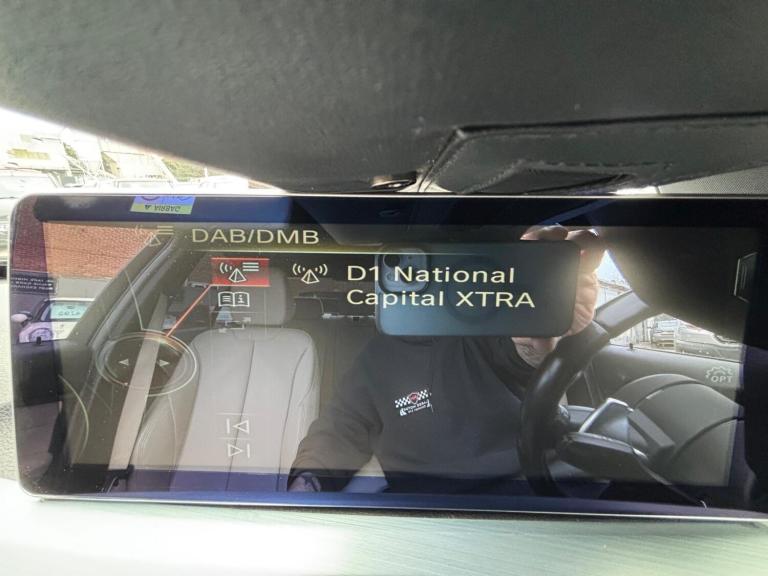 DAB/DMB
D1 National
Capital XTRA
OPT